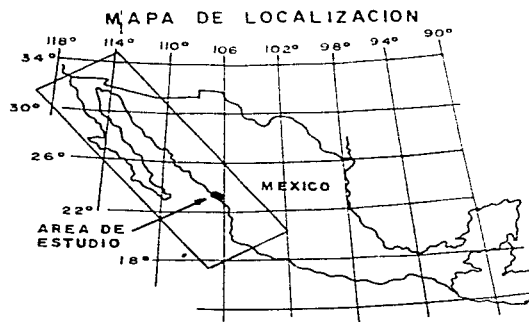 MAPA DE LOCALIZACION
118° 114° 110° 106 102° 98° 94° 90°
34°
30°
26°
MEXICO
22°
AREA DE
ESTUDIO
18°